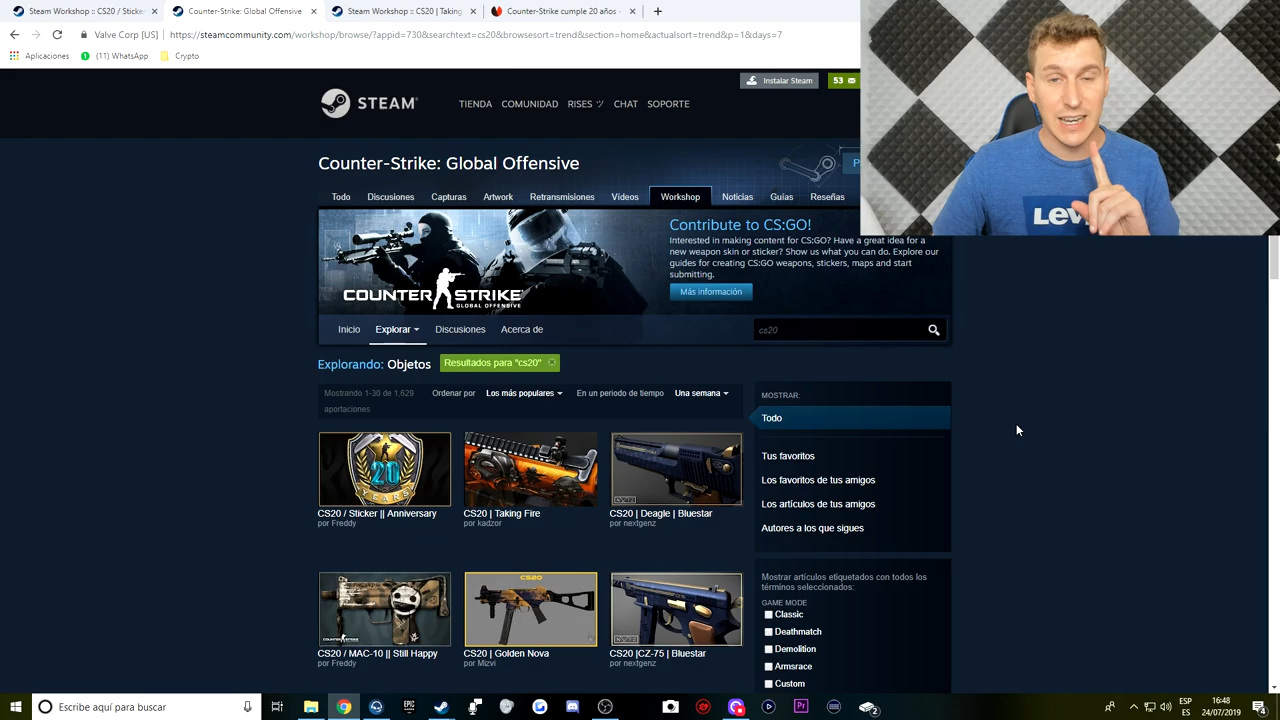 Steam Workshop :: CS20 / Sticker
Counter-Strike: Global Offensive
Steam Workshop :: CS20 | Taking
Counter-Strike cumple 20 años -
Valve Corp [US]
https://steamcommunity.com/workshop/browse/?appid=730&searchtext=cs20&browsesort=trend&section=home&actualsort=trend&p=1&days=7
Aplicaciones
(11) WhatsApp
Crypto
Instalar Steam
53
STEAM
TIENDA
COMUNIDAD
RISES ツ
CHAT
SOPORTE
Counter-Strike: Global Offensive
Todo
Discusiones
Capturas
Artwork
Retransmisiones
Vídeos
Workshop
Noticias
Guías
Reseñas
COUNTER STRIKE
GLOBAL OFFENSIVE
Contribute to CS:GO!
Interested in making content for CS:GO? Have a great idea for a
new weapon skin or sticker? Show us what you can do. Explore our
guides for creating CS:GO weapons, stickers, maps and start
submitting.
Más información
Inicio
Explorar
Discusiones
Acerca de
cs20
Explorando: Objetos
Resultados para "cs20"
Mostrando 1-30 de 1,629
aportaciones
Ordenar por
Los más populares
En un periodo de tiempo
Una semana
MOSTRAR:
Todo
Tus favoritos
Los favoritos de tus amigos
Los artículos de tus amigos
Autores a los que sigues
20
YEARS
CS20 / Sticker || Anniversary
por Freddy
CS20 | Taking Fire
por kadzor
CS20 | Deagle | Bluestar
por nextgenz
CS20
CS20 / MAC-10 || Still Happy
por Freddy
CS20 | Golden Nova
por Mizvi
CS20 |CZ-75 | Bluestar
por nextgenz
Mostrar artículos etiquetados con todos los
términos seleccionados:
GAME MODE
Classic
Deathmatch
Demolition
Armsrace
Custom
Escribe aquí para buscar
EPIC
Pr
2
ESP
ES
16:48
24/07/2019
4